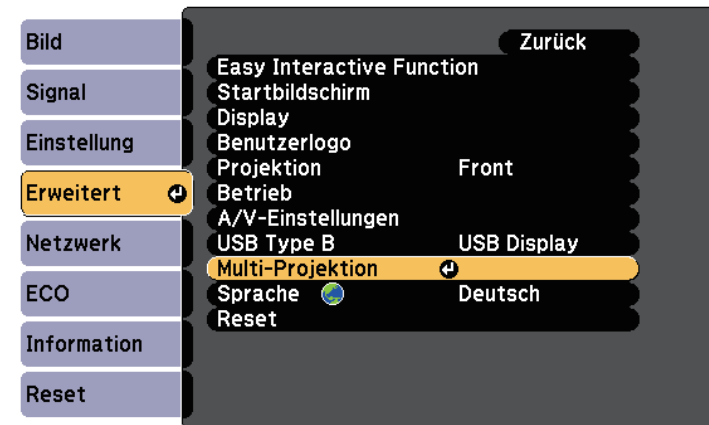 Bild
Signal
Einstellung
Erweitert
Netzwerk
ECO
Information
Reset
Zurück
Easy Interactive Function
Startbildschirm
Display
Benutzerlogo
Projektion Front
Betrieb
A/V-Einstellungen
USB Type B USB Display
Multi-Projektion
Sprache Deutsch
Reset